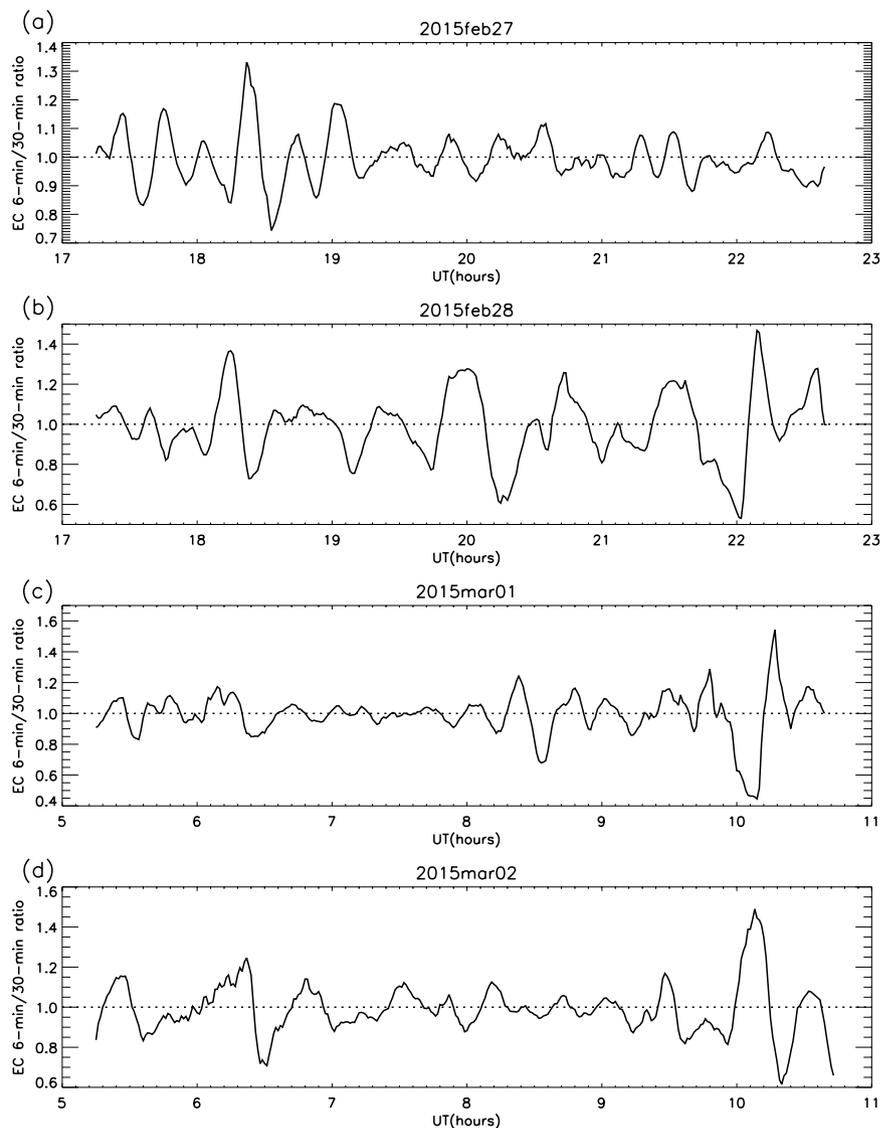 (a)
2015feb27
EC 6-min/30-min ratio
1.4
1.3
1.2
1.1
1.0
0.9
0.8
0.7
17 18 19 20 21 22 23
UT(hours)
(b)
2015feb28
EC 6-min/30-min ratio
1.4
1.2
1.0
0.8
0.6
17 18 19 20 21 22 23
UT(hours)
(c)
2015mar01
EC 6-min/30-min ratio
1.6
1.4
1.2
1.0
0.8
0.6
0.4
5 6 7 8 9 10 11
UT(hours)
(d)
2015mar02
EC 6-min/30-min ratio
1.6
1.4
1.2
1.0
0.8
0.6
5 6 7 8 9 10 11
UT(hours)